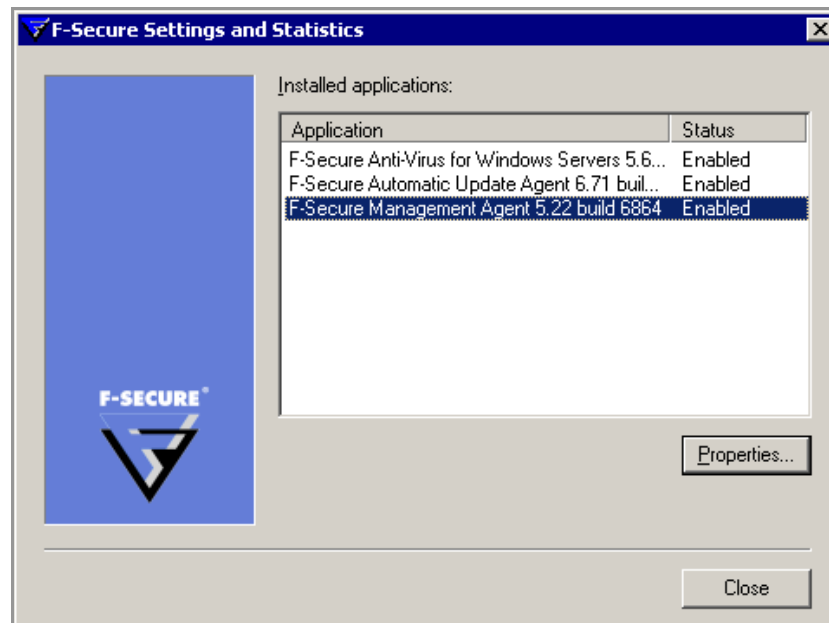 F-Secure Settings and Statistics
Installed applications:
Application Status
F-Secure Anti-Virus for Windows Servers 5.6... Enabled
F-Secure Automatic Update Agent 6.71 buil... Enabled
F-Secure Management Agent 5.22 build 6864 Enabled
F-SECURE®
Properties...
Close